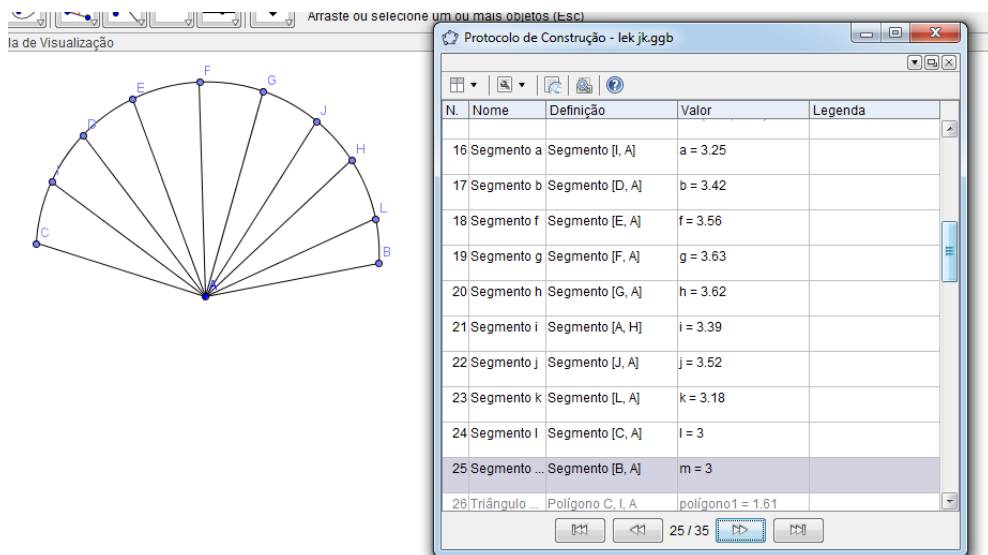 Arraste ou selecione um ou mais objetos (Esc)
la de Visualização
Protocolo de Construção - lek jk.ggb
N. Nome Definição Valor Legenda
16 Segmento a Segmento [I, A] a = 3.25
17 Segmento b Segmento [D, A] b = 3.42
18 Segmento f Segmento [E, A] f = 3.56
19 Segmento g Segmento [F, A] g = 3.63
20 Segmento h Segmento [G, A] h = 3.62
21 Segmento i Segmento [A, H] i = 3.39
22 Segmento j Segmento [J, A] j = 3.52
23 Segmento k Segmento [L, A] k = 3.18
24 Segmento l Segmento [C, A] l = 3
25 Segmento ... Segmento [B, A] m = 3
26 Triângulo ... Polígono C, I, A polígono1 = 1.61
25 / 35
F
G
E
J
D
H
I
L
C
B
A